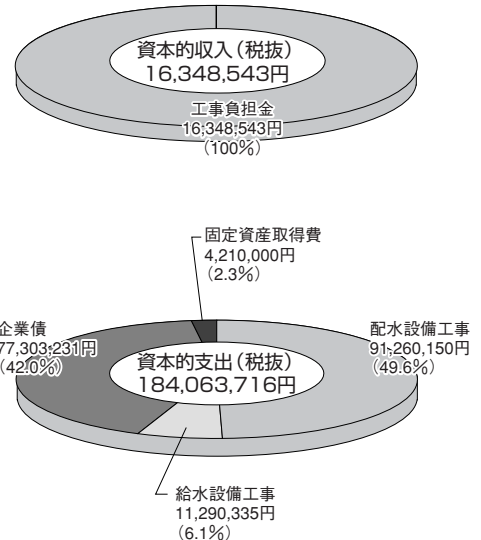 資本的収入（税抜）
16,348,543円
工事負担金
16,348,543円
（100％）
固定資産取得費
4,210,000円
（2.3％）
企業債
77,303,231円
（42.0％）
資本的支出（税抜）
184,063,716円
配水設備工事
91,260,150円
（49.6％）
給水設備工事
11,290,335円
（6.1％）